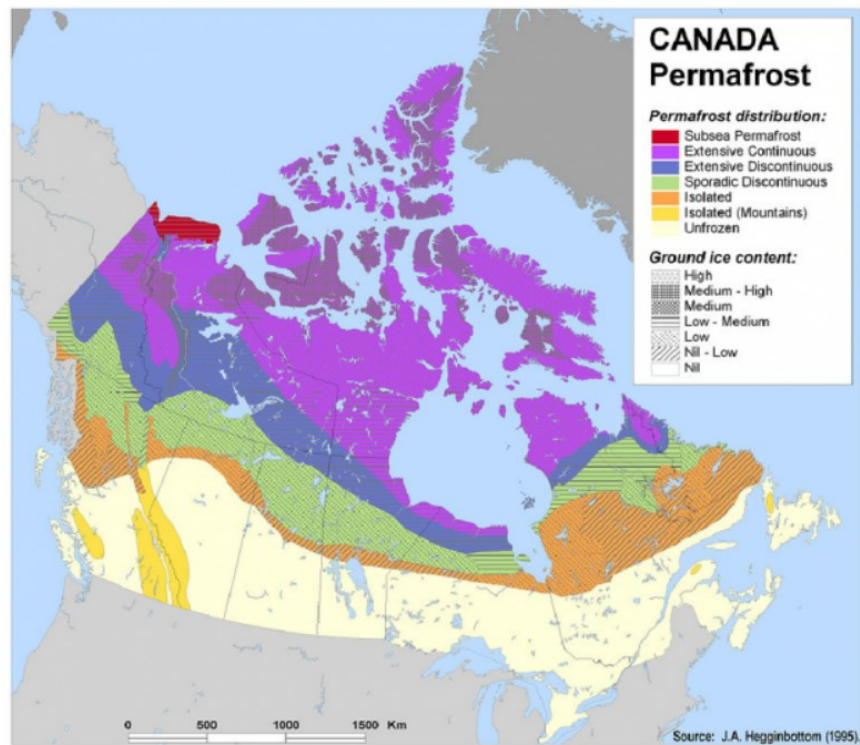 CANADA
Permafrost
Permafrost distribution:
Subsea Permafrost
Extensive Continuous
Extensive Discontinuous
Sporadic Discontinuous
Isolated
Isolated (Mountains)
Unfrozen
Ground ice content:
High
Medium - High
Medium
Low - Medium
Low
Nil - Low
Nil
0 500 1000 1500 Km
Source: J.A. Hegginbottom (1995).